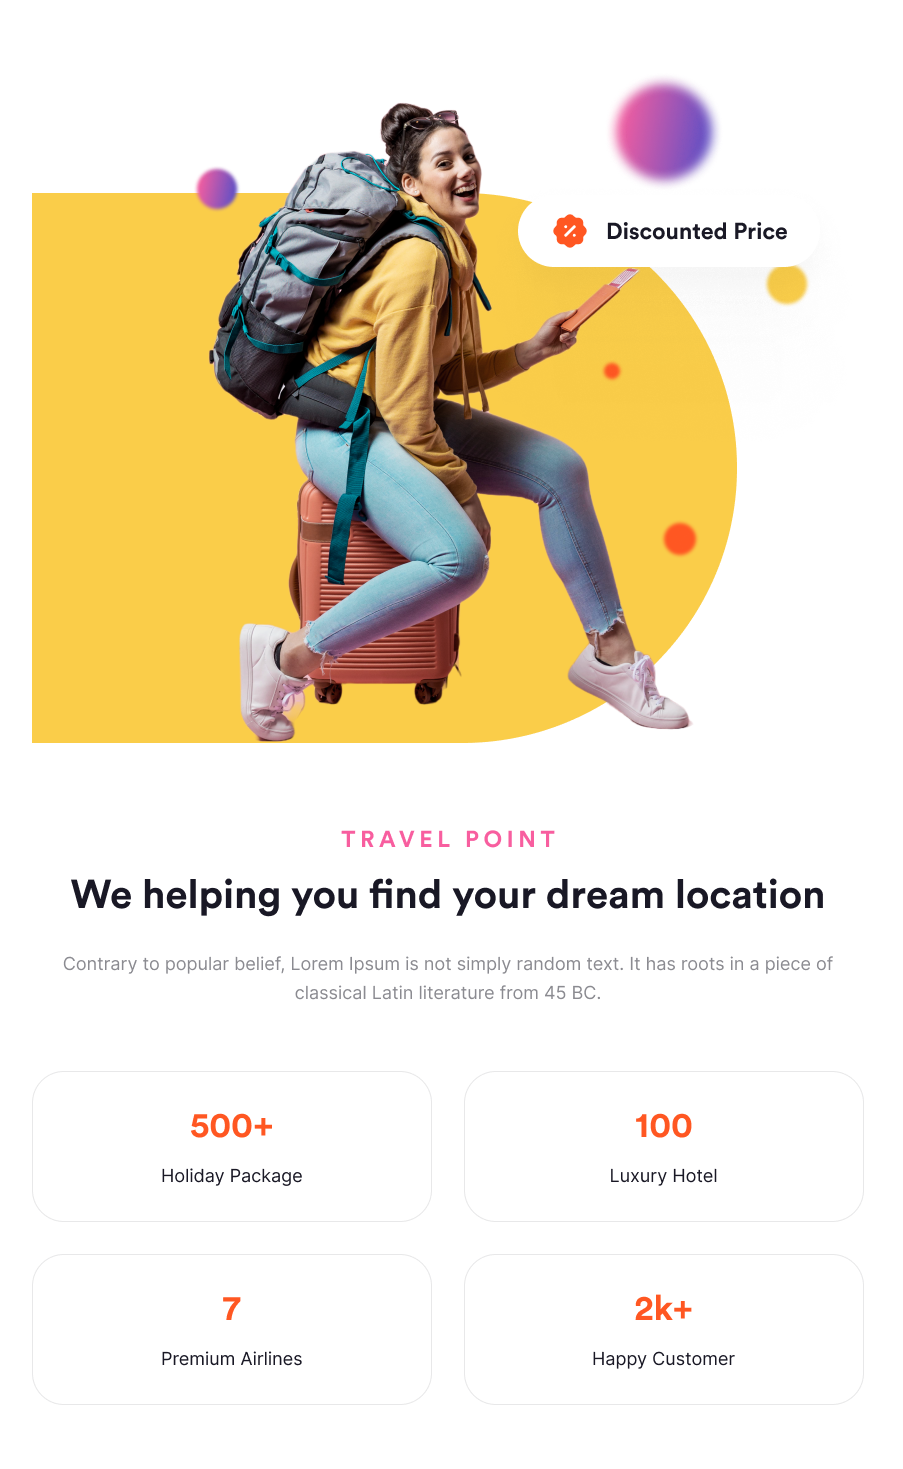 Discounted Price
TRAVEL POINT
We helping you find your dream location
Contrary to popular belief, Lorem Ipsum is not simply random text. It has roots in a piece of
classical Latin literature from 45 BC.
500+
Holiday Package
100
Luxury Hotel
7
Premium Airlines
2k+
Happy Customer